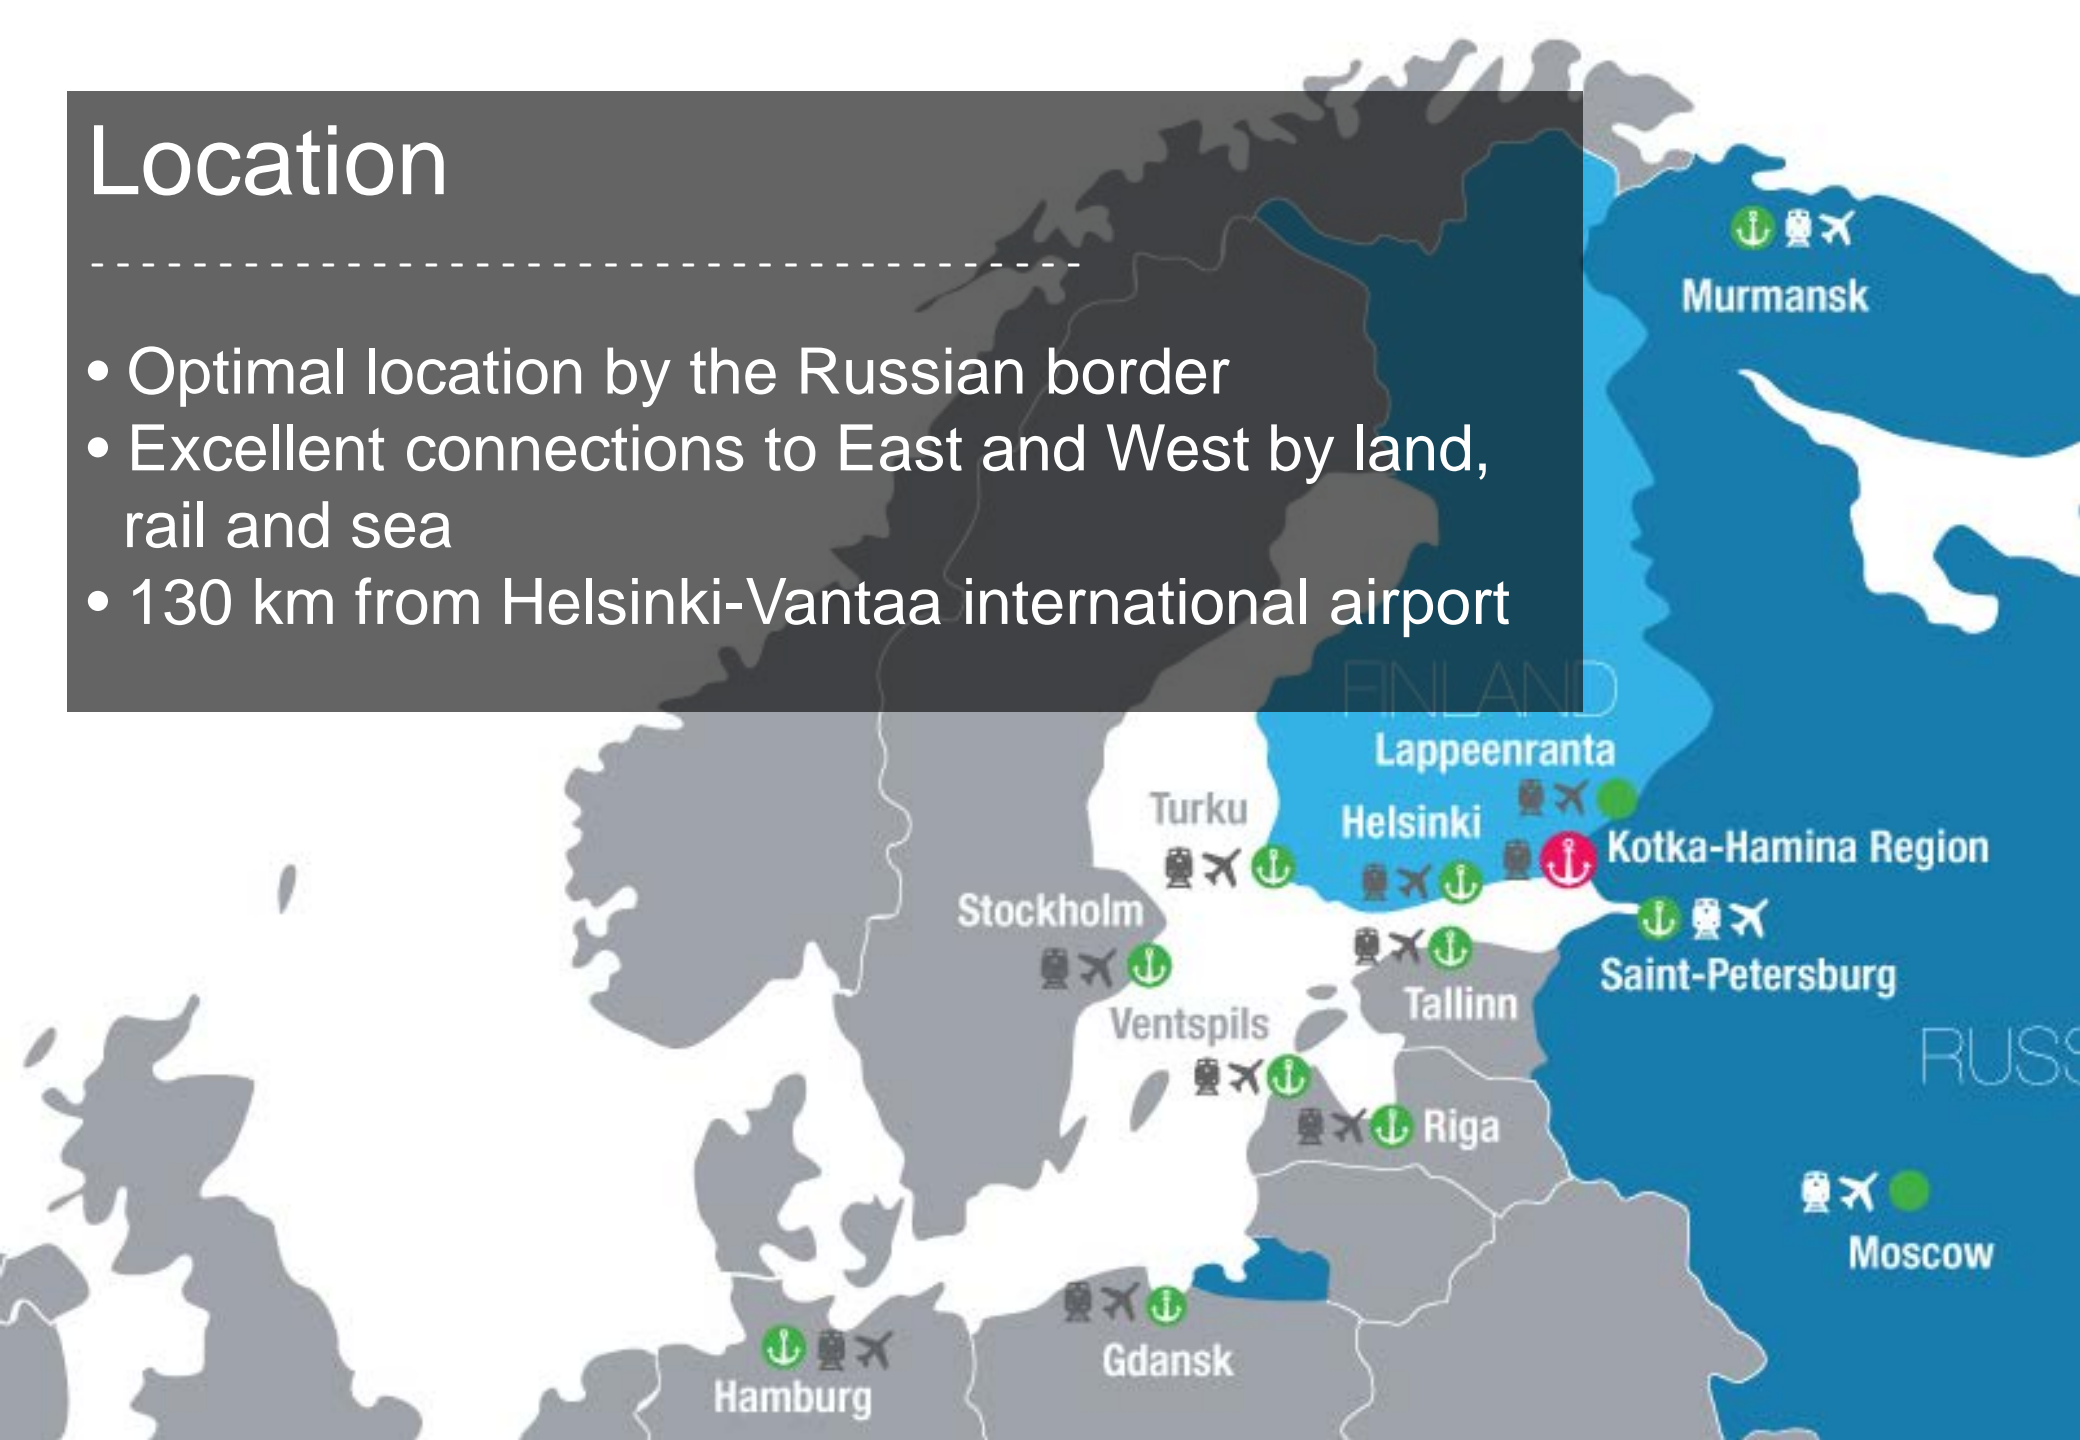 Location
• Optimal location by the Russian border
• Excellent connections to East and West by land,
rail and sea
• 130 km from Helsinki-Vantaa international airport
Murmansk
FINLAND
Lappeenranta
Turku
Helsinki
Kotka-Hamina Region
Stockholm
Saint-Petersburg
Tallinn
Ventspils
RUSS
Riga
Moscow
Gdansk
Hamburg